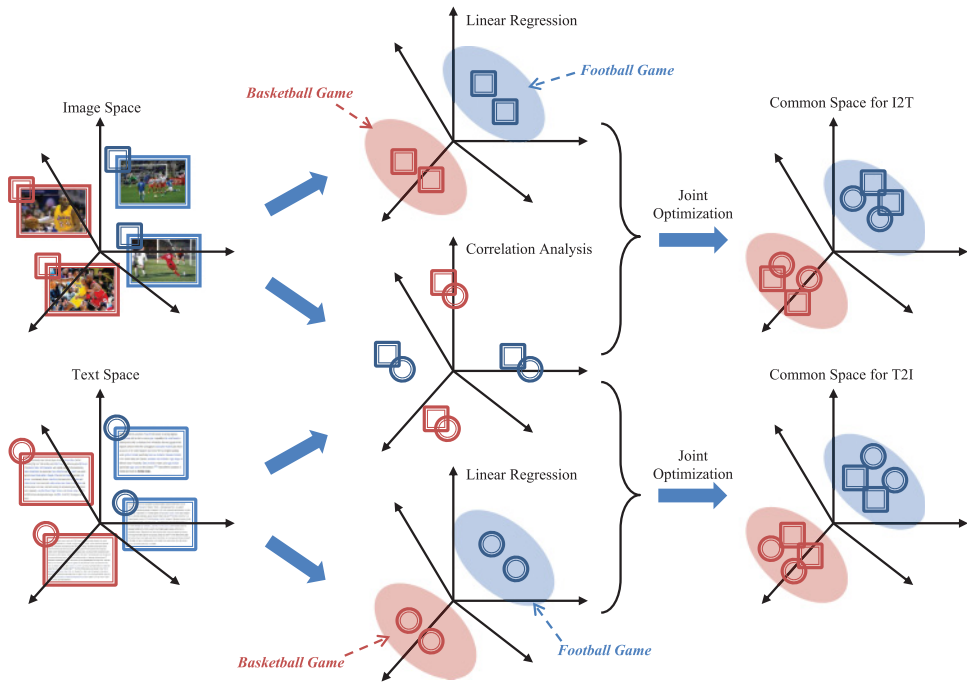 Linear Regression
Football Game
Basketball Game
Image Space
Common Space for I2T
Joint
Optimization
Correlation Analysis
Text Space
Common Space for T2I
Linear Regression
Joint
Optimization
Basketball Game
Football Game